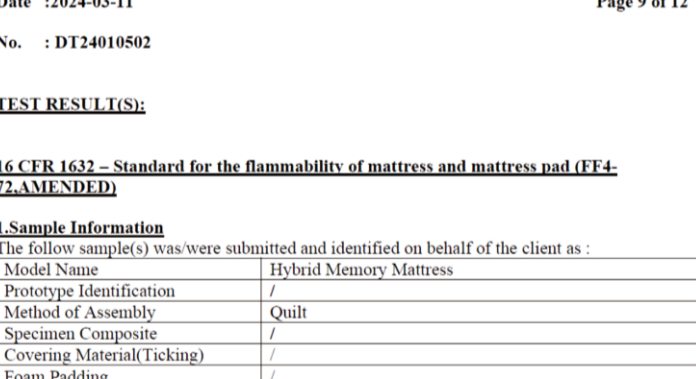 Date :2024-03-11 Page 9 of 12
No. : DT24010502
TEST RESULT(S):
16 CFR 1632 – Standard for the flammability of mattress and mattress pad (FF4-
72,AMENDED)
1.Sample Information
The follow sample(s) was/were submitted and identified on behalf of the client as :
Model Name Hybrid Memory Mattress
Prototype Identification /
Method of Assembly Quilt
Specimen Composite /
Covering Material(Ticking) /
Foam Padding /